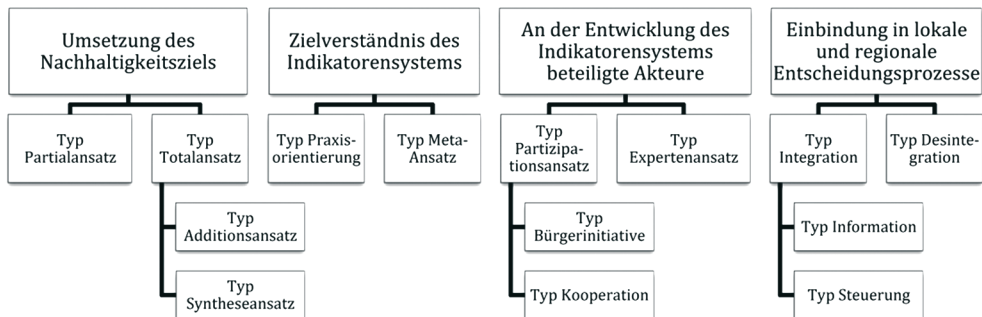 Umsetzung des
Nachhaltigkeitsziels
Typ
Partialansatz
Typ
Totalansatz
Typ
Additionsansatz
Typ
Syntheseansatz
Zielverständnis des
Indikatorensystems
Typ Praxis-
orientierung
Typ Meta-
Ansatz
An der Entwicklung des
Indikatorensystems
beteiligte Akteure
Typ
Partizipa-
tionsansatz
Typ
Expertenansatz
Typ
Bürgerinitiative
Typ Kooperation
Einbindung in lokale
und regionale
Entscheidungsprozesse
Typ
Integration
Typ Desinte-
gration
Typ Information
Typ Steuerung